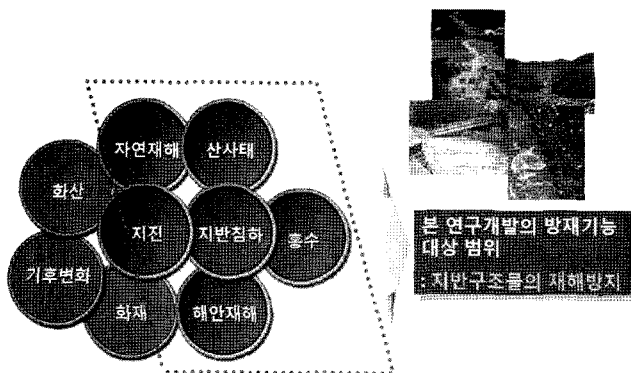 자연재해
산사태
화산
지진
지반침하
홍수
기후변화
화재
해안재해
본 연구개발의 방재기능
대상 범위
: 지반구조물의 재해방지